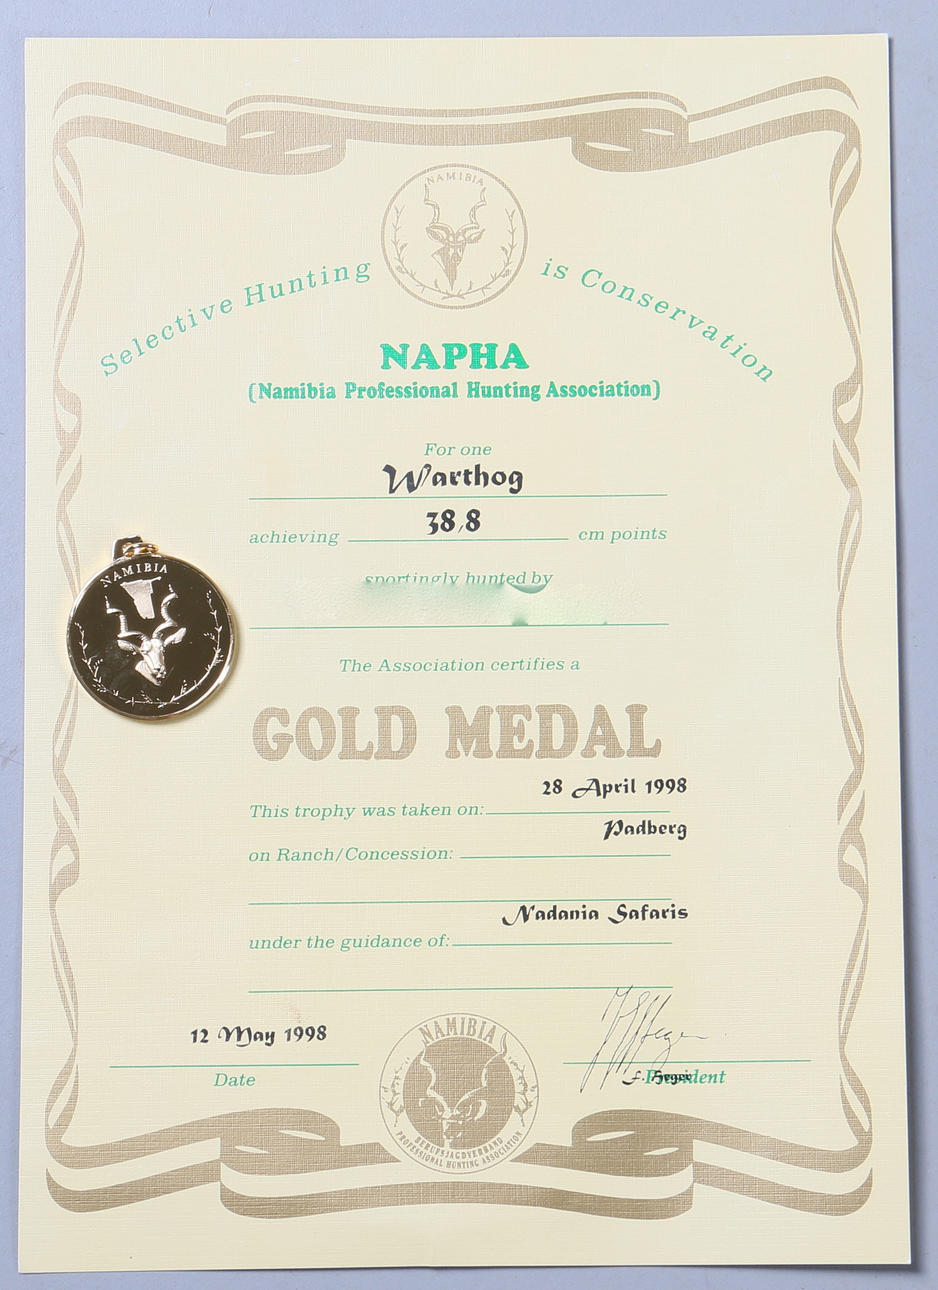 NAMIBIA
Selective Hunting is Conservation
NAPHA
(Namibia Professional Hunting Association)
For one
Warthog
achieving 38,8 cm points
sportingly hunted by
NAMIBIA
The Association certifies a
GOLD MEDAL
28 April 1998
This trophy was taken on:
Padberg
on Ranch/Concession:
Nadania Safaris
under the guidance of:
12 May 1998
Date
President
NAMIBIA
BERUFSJAGDVERBAND
PROFESSIONAL HUNTING ASSOCIATION